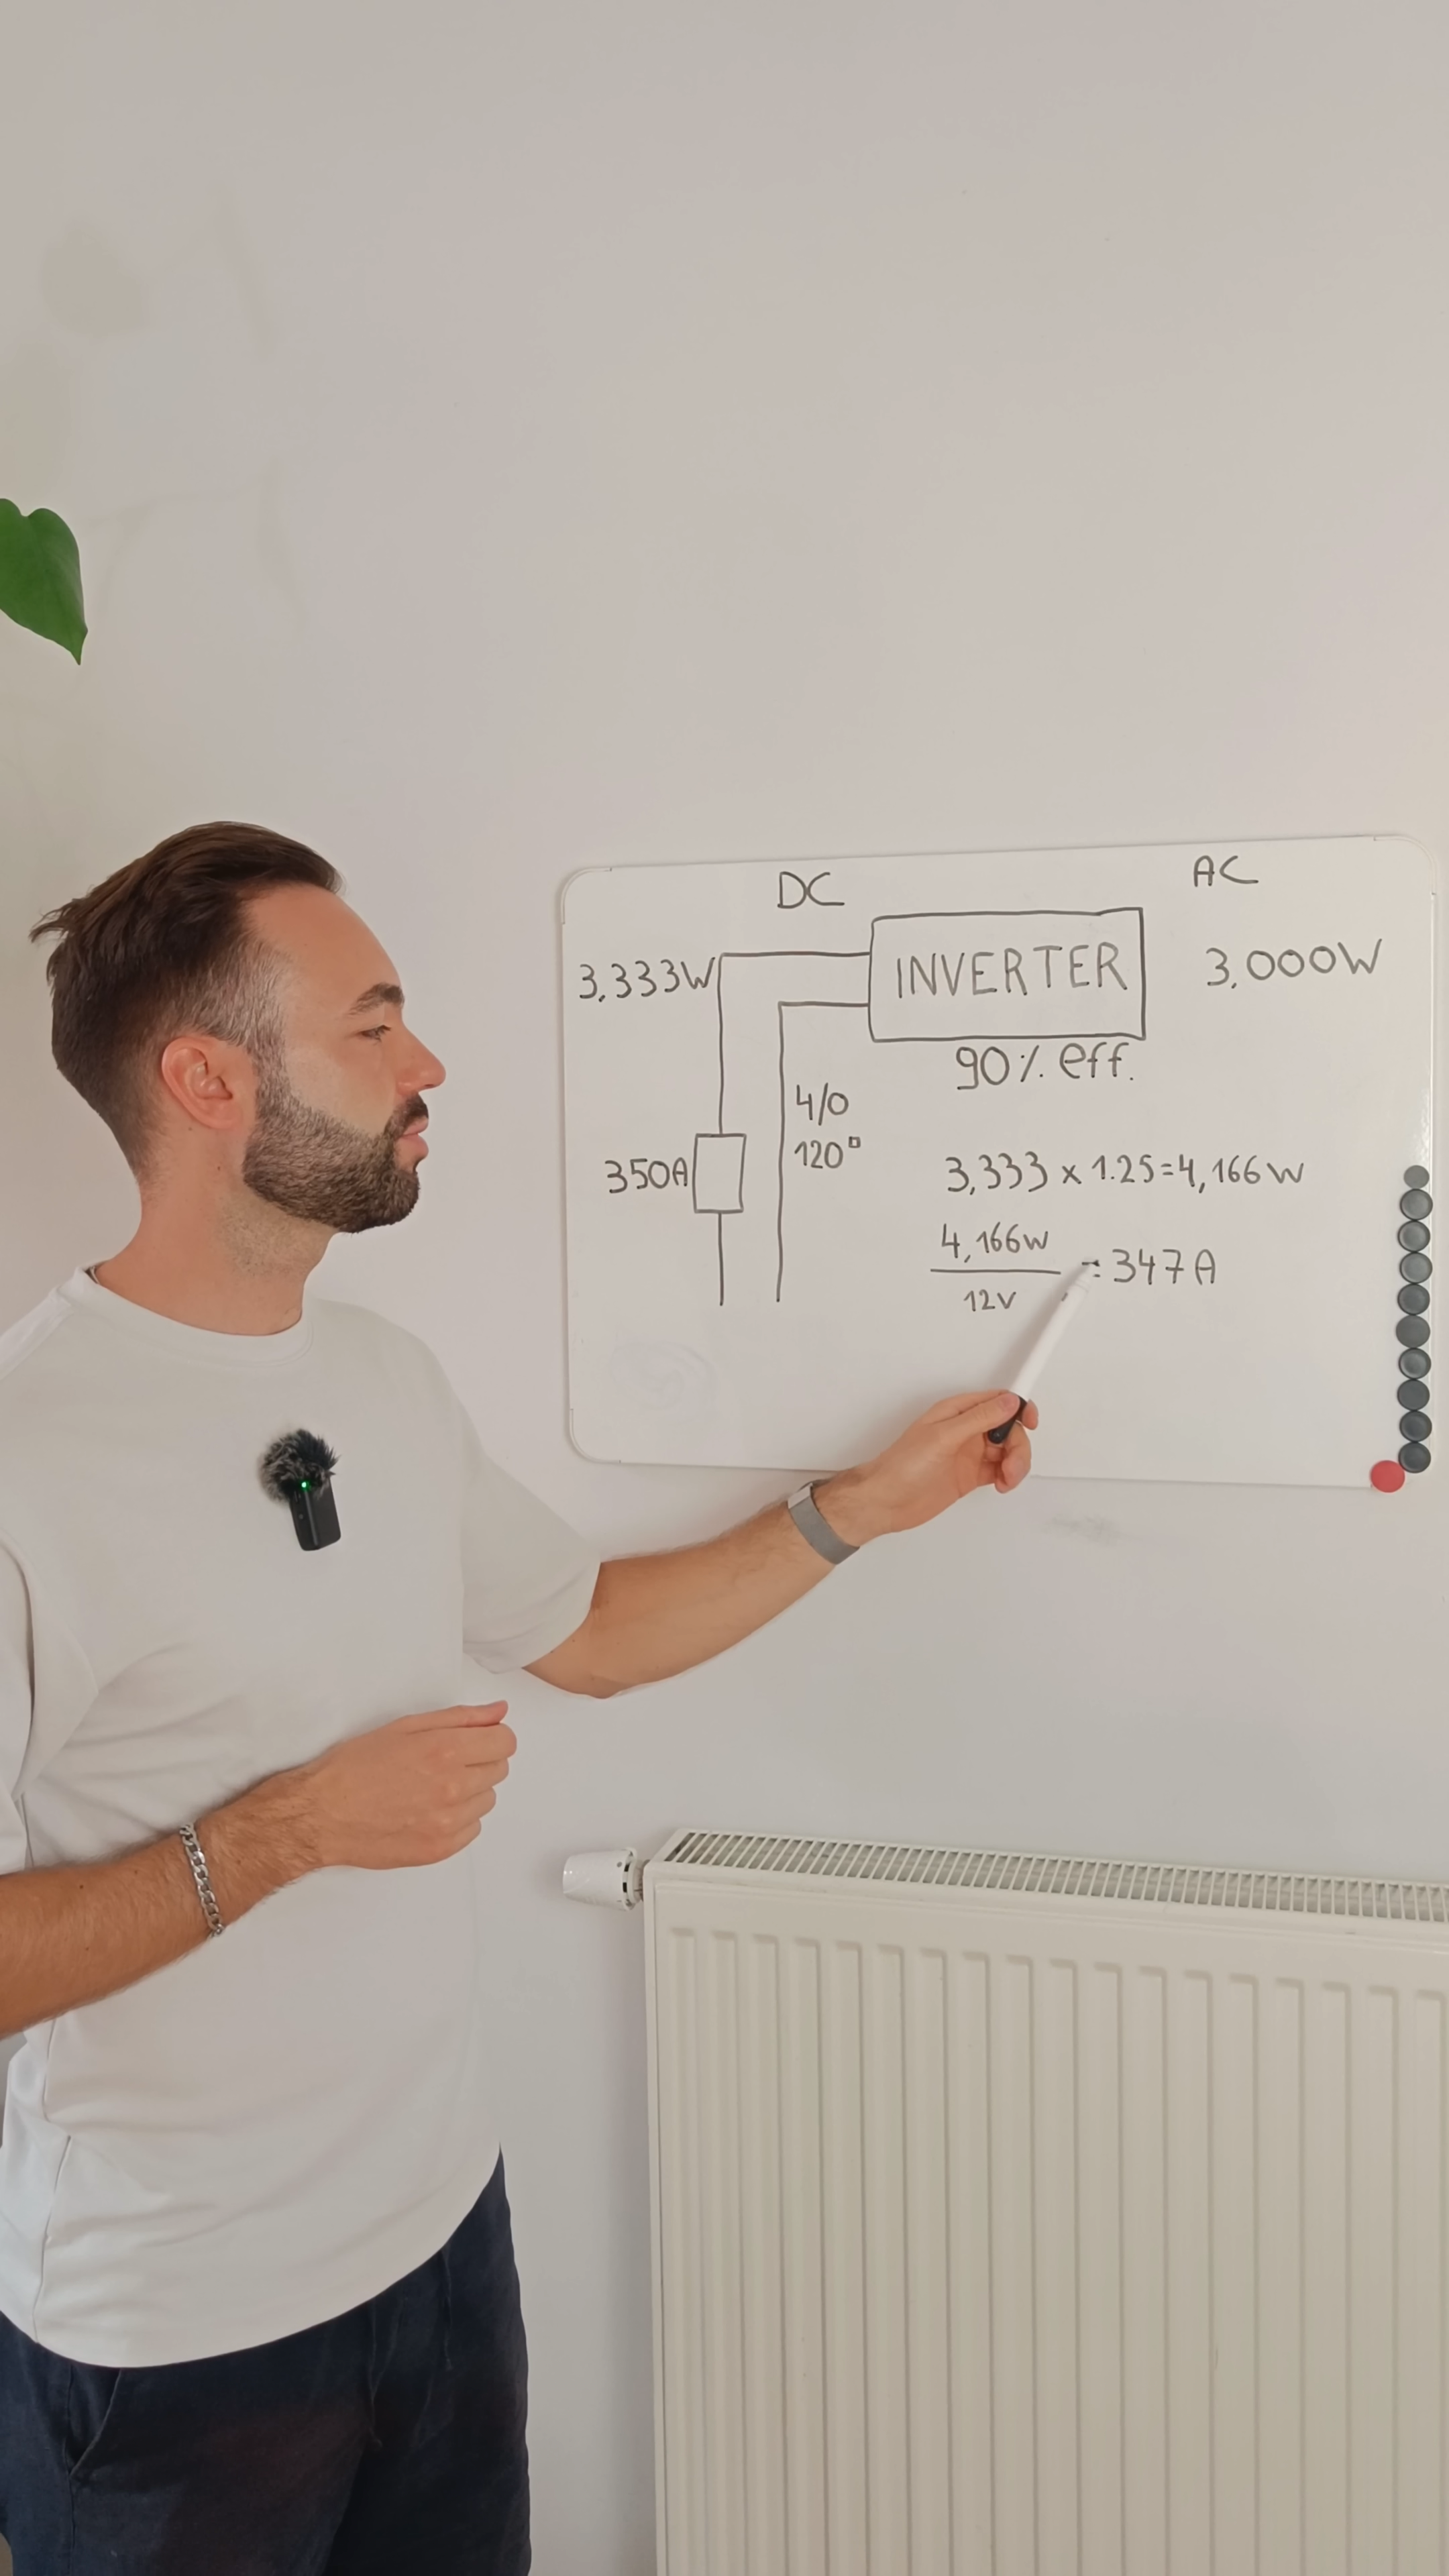 DC
AC
3,333W
INVERTER
3,000W
90% eff.
4/0
120□
350A
3,333 x 1.25=4,166W
4,166W
12V
=347A